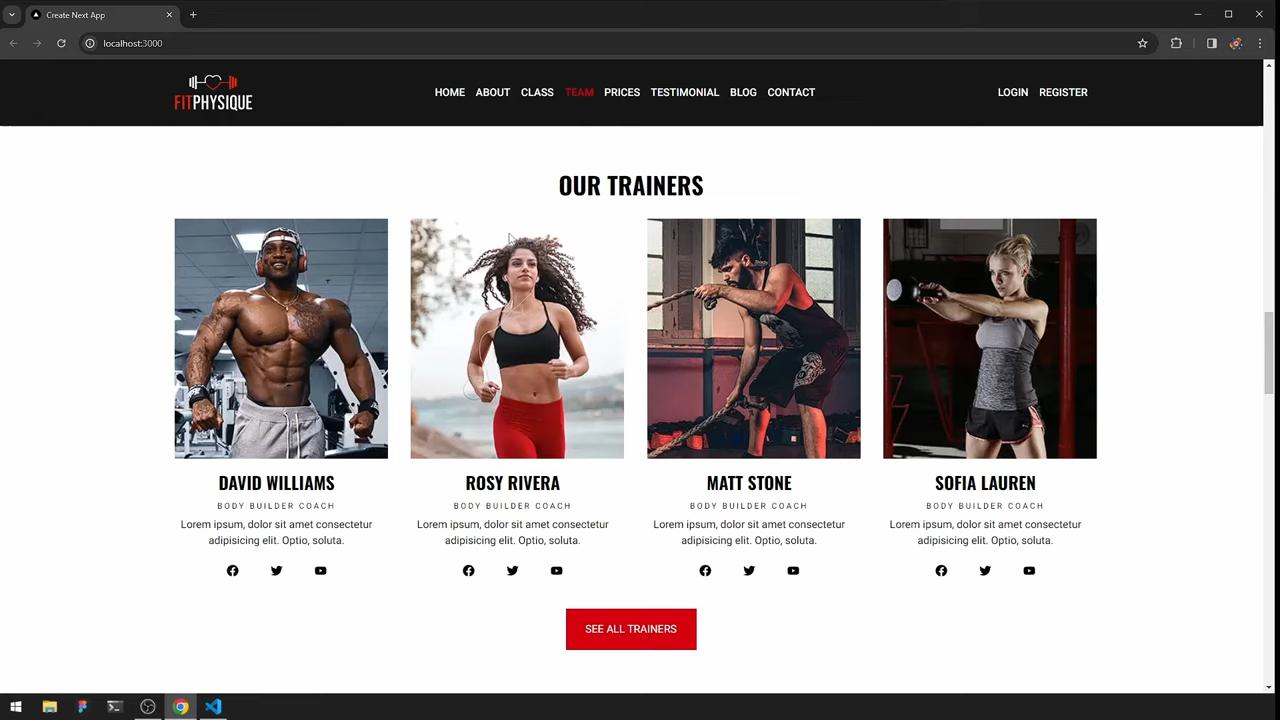 Create Next App
localhost:3000
FITPHYSIQUE
HOME ABOUT CLASS TEAM PRICES TESTIMONIAL BLOG CONTACT
LOGIN REGISTER
OUR TRAINERS
DAVID WILLIAMS
BODY BUILDER COACH
Lorem ipsum, dolor sit amet consectetur
adipisicing elit. Optio, soluta.
ROSY RIVERA
BODY BUILDER COACH
Lorem ipsum, dolor sit amet consectetur
adipisicing elit. Optio, soluta.
MATT STONE
BODY BUILDER COACH
Lorem ipsum, dolor sit amet consectetur
adipisicing elit. Optio, soluta.
SOFIA LAUREN
BODY BUILDER COACH
Lorem ipsum, dolor sit amet consectetur
adipisicing elit. Optio, soluta.
SEE ALL TRAINERS